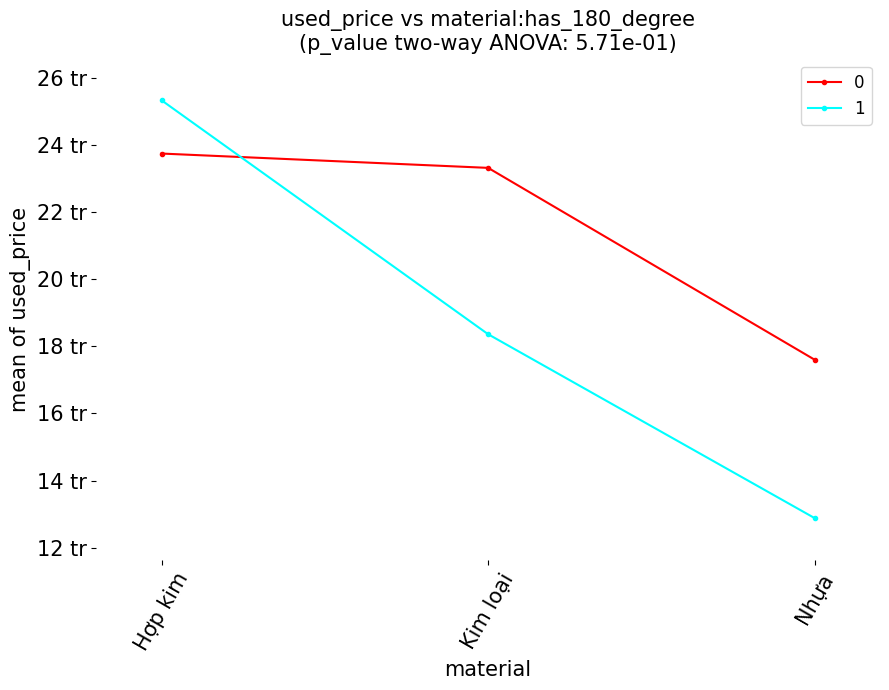 used_price vs material:has_180_degree
(p_value two-way ANOVA: 5.71e-01)
0
1
26 tr
24 tr
22 tr
20 tr
18 tr
16 tr
14 tr
12 tr
mean of used_price
Hợp kim
Kim loại
Nhựa
material